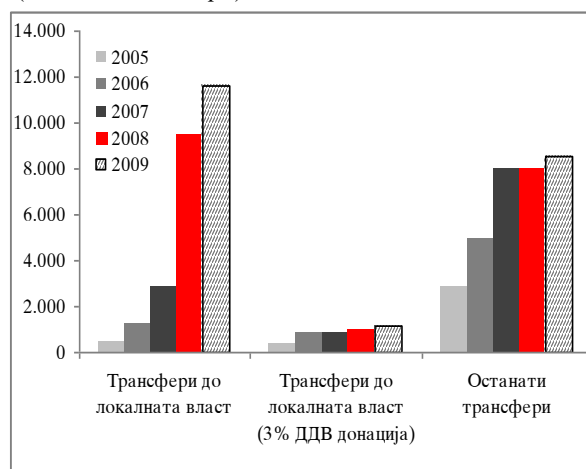 14.000
12.000
10.000
8.000
6.000
4.000
2.000
0
2005
2006
2007
2008
2009
Трансфери до
локалната власт
Трансфери до
локалната власт
(3% ДДВ донација)
Останати
трансфери